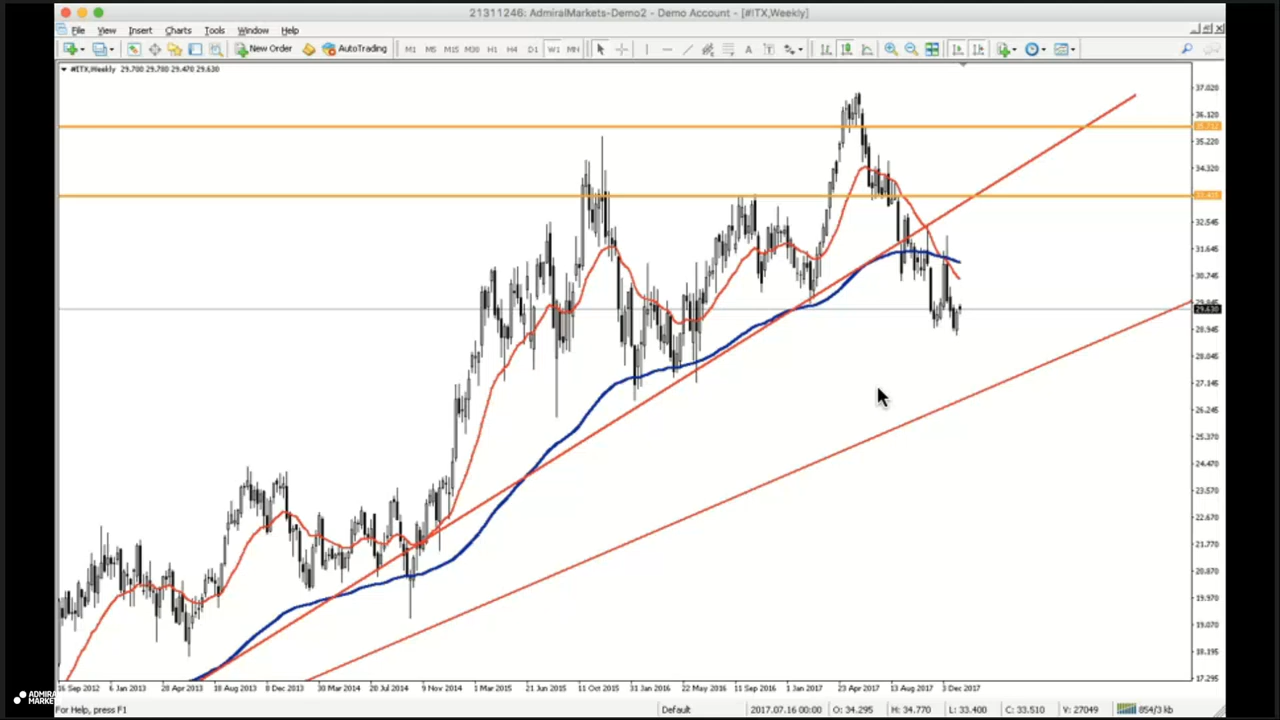 21311246: AdmiralMarkets-Demo2 - Demo Account - [#ITX,Weekly]
File View Insert Charts Tools Window Help
New Order AutoTrading M1 M5 M15 M30 H1 H4 D1 W1 MN
#ITX,Weekly 29.700 29.780 29.470 29.630
37.020
36.120
35.220
34.320
32.545
31.645
30.745
29.630
28.945
28.045
27.145
26.245
25.370
24.470
23.570
22.670
21.770
20.870
19.970
19.070
18.195
17.295
16 Sep 2012 6 Jan 2013 28 Apr 2013 18 Aug 2013 8 Dec 2013 30 Mar 2014 20 Jul 2014 9 Nov 2014 1 Mar 2015 21 Jun 2015 11 Oct 2015 31 Jan 2016 22 May 2016 11 Sep 2016 1 Jan 2017 23 Apr 2017 13 Aug 2017 3 Dec 2017
ADMIRAL
MARKET
For Help, press F1 Default 2017.07.16 00:00 O: 34.295 H: 34.770 L: 33.400 C: 33.510 V: 27049 854/3 kb